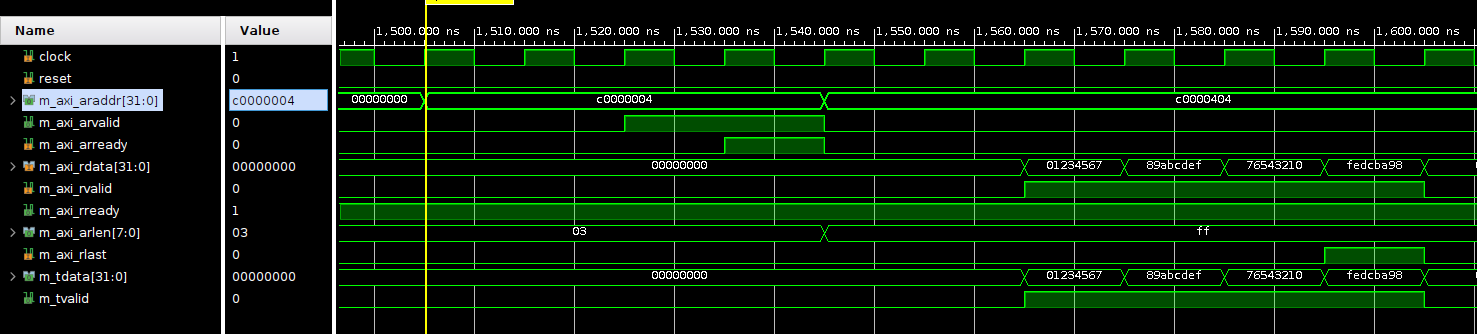 Name Value
1,500.000 ns 1,510.000 ns 1,520.000 ns 1,530.000 ns 1,540.000 ns 1,550.000 ns 1,560.000 ns 1,570.000 ns 1,580.000 ns 1,590.000 ns 1,600.000 ns
clock 1
reset 0
m_axi_araddr[31:0] c0000004 00000000 c0000004 c0000404
m_axi_arvalid 0
m_axi_arready 0
m_axi_rdata[31:0] 00000000 00000000 01234567 89abcdef 76543210 fedcba98
m_axi_rvalid 0
m_axi_rready 1
m_axi_arlen[7:0] 03 03 ff
m_axi_rlast 0
m_tdata[31:0] 00000000 00000000 01234567 89abcdef 76543210 fedcba98
m_tvalid 0